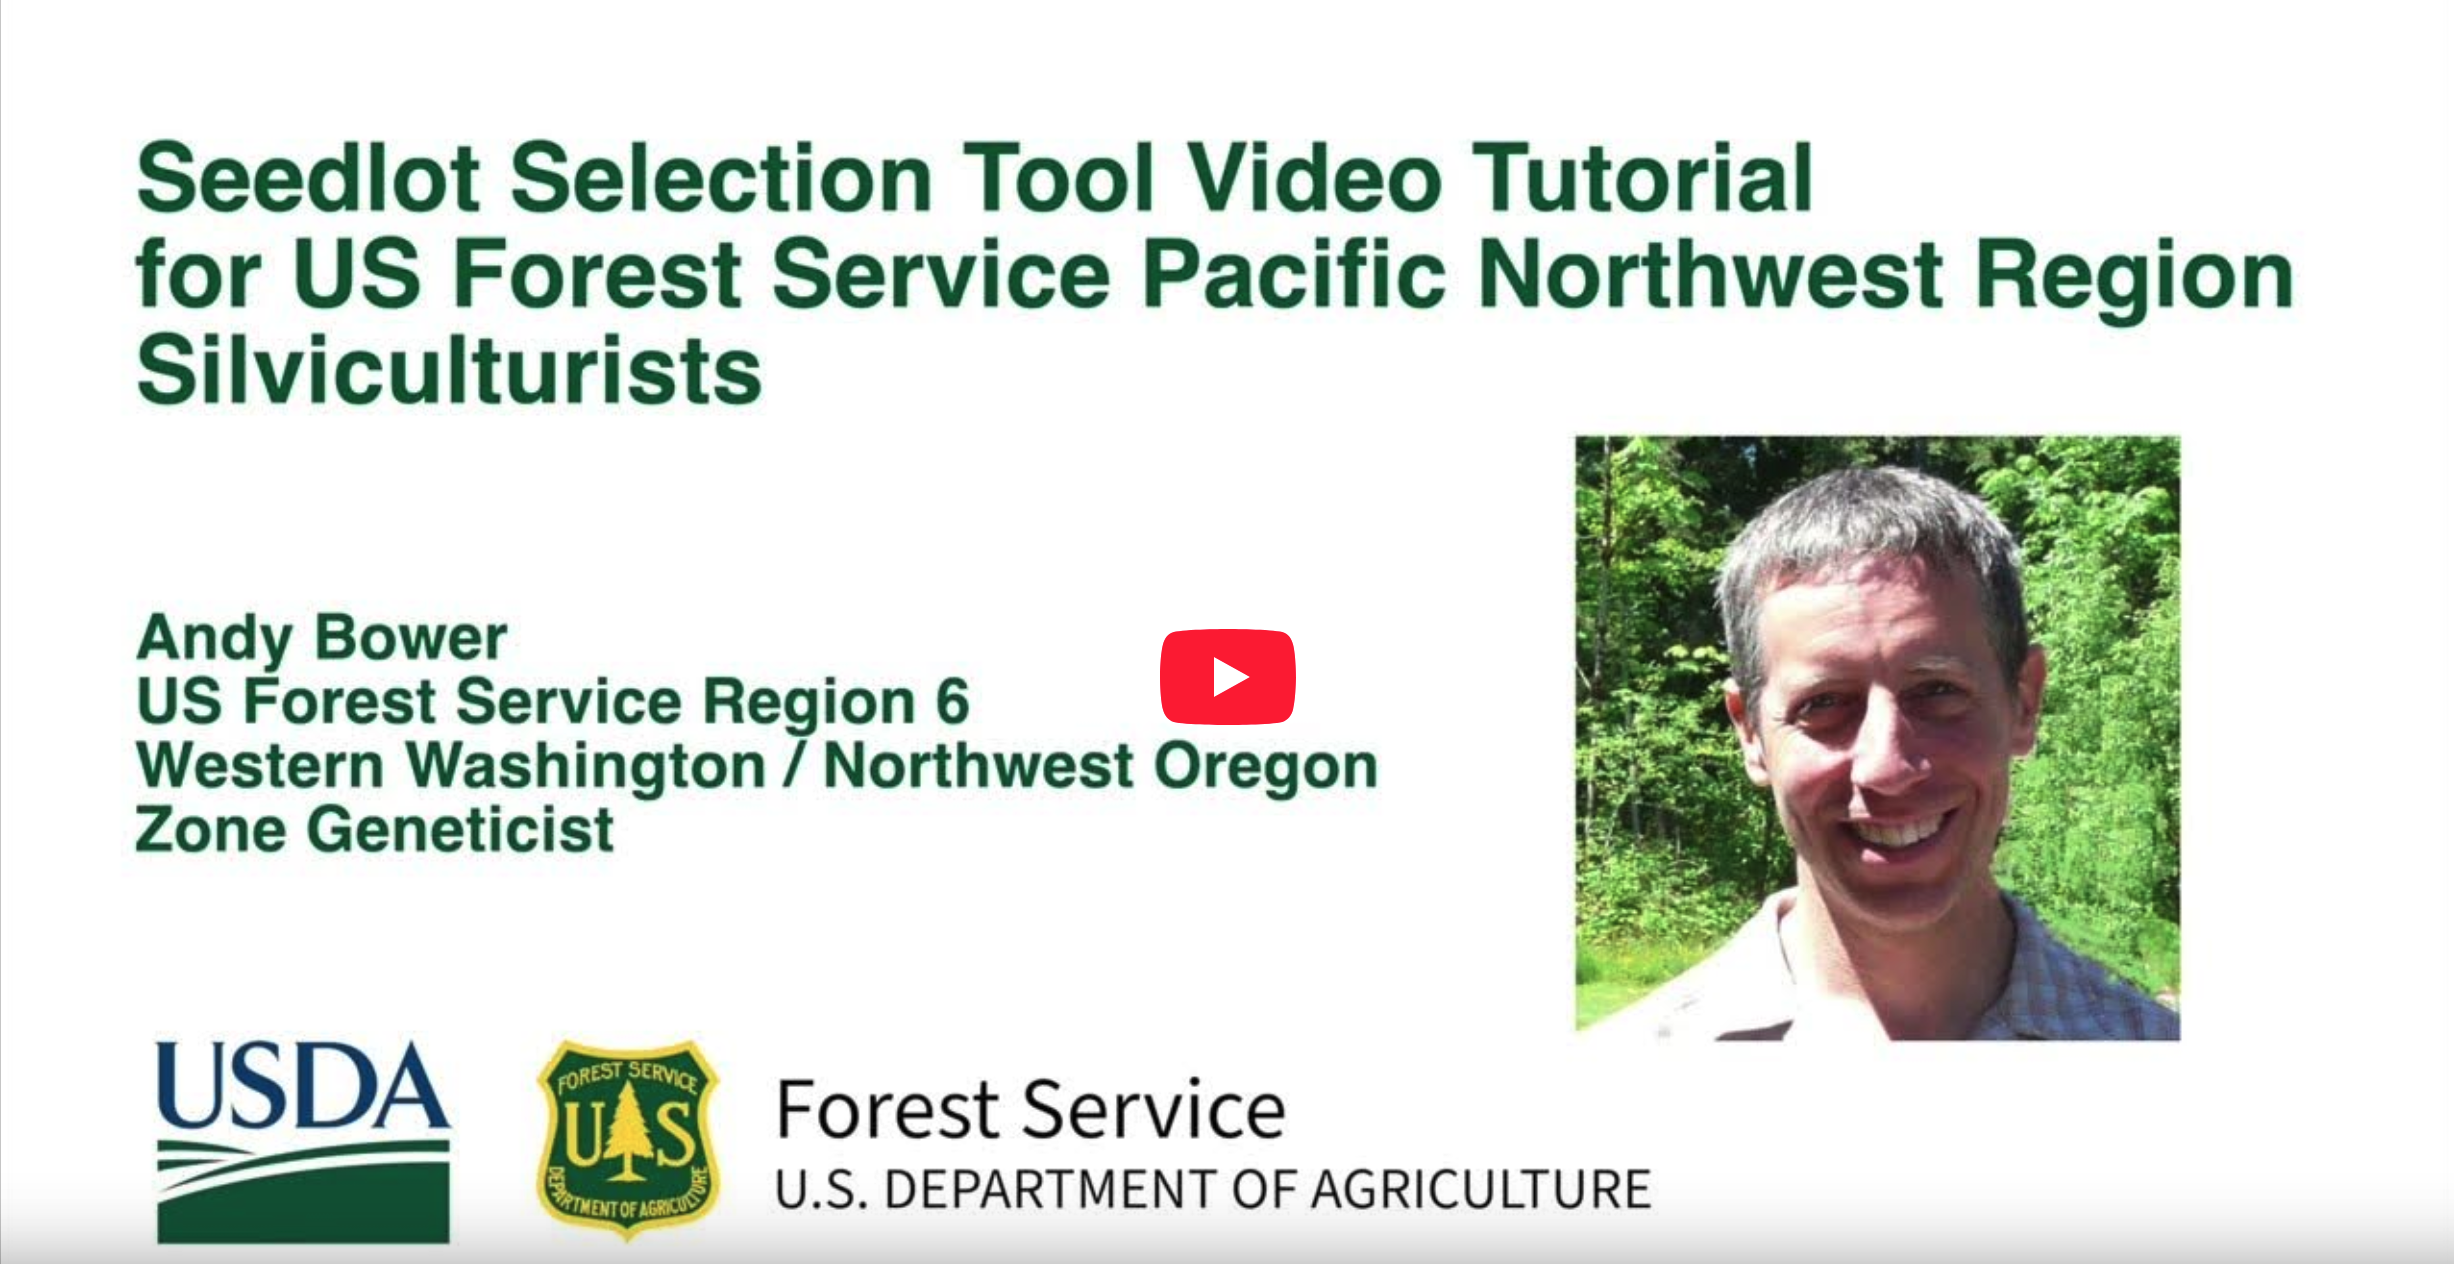 Seedlot Selection Tool Video Tutorial
for US Forest Service Pacific Northwest Region
Silviculturists
Andy Bower
US Forest Service Region 6
Western Washington / Northwest Oregon
Zone Geneticist
USDA
FOREST SERVICE
U S
DEPARTMENT OF AGRICULTURE
Forest Service
U.S. DEPARTMENT OF AGRICULTURE